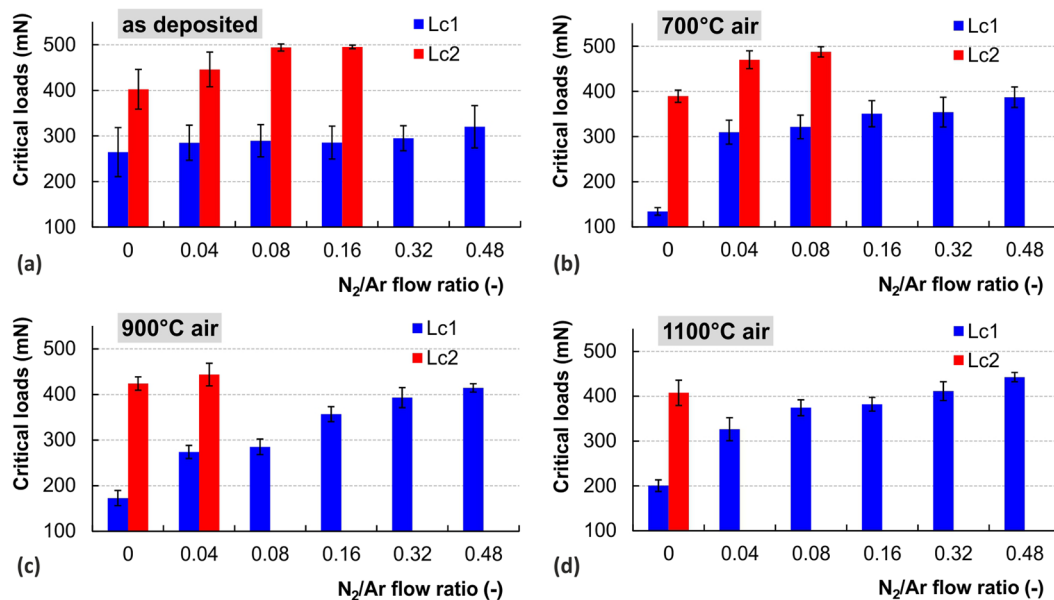 as deposited
Lc1
Lc2
Critical loads (mN)
500
400
300
200
100
0 0.04 0.08 0.16 0.32 0.48
(a)
N₂/Ar flow ratio (-)
700°C air
Lc1
Lc2
Critical loads (mN)
500
400
300
200
100
0 0.04 0.08 0.16 0.32 0.48
(b)
N₂/Ar flow ratio (-)
900°C air
Lc1
Lc2
Critical loads (mN)
500
400
300
200
100
0 0.04 0.08 0.16 0.32 0.48
(c)
N₂/Ar flow ratio (-)
1100°C air
Lc1
Lc2
Critical loads (mN)
500
400
300
200
100
0 0.04 0.08 0.16 0.32 0.48
(d)
N₂/Ar flow ratio (-)